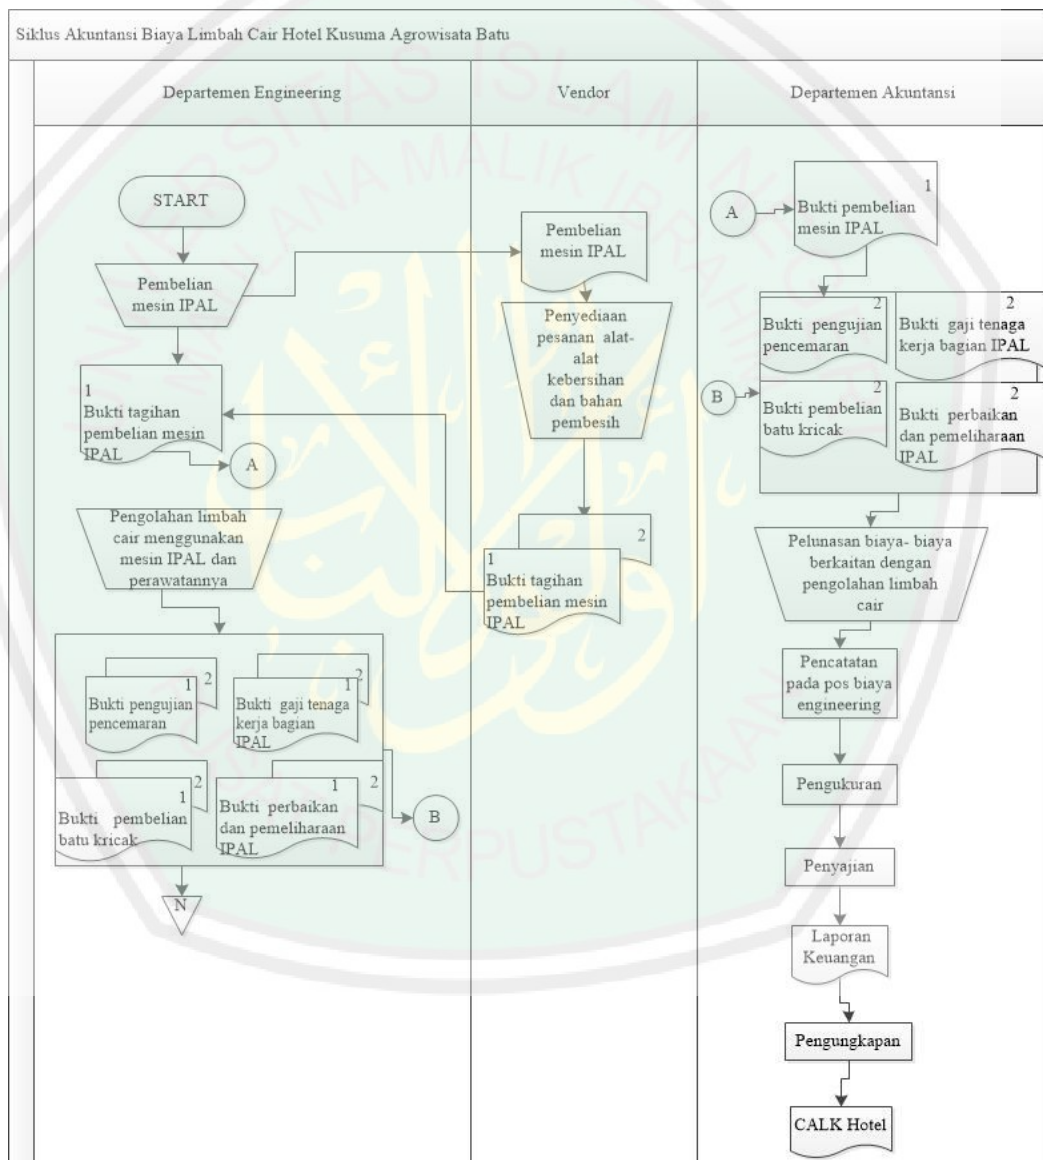 Siklus Akuntansi Biaya Limbah Cair Hotel Kusuma Agrowisata Batu
Departemen Engineering
Vendor
Departemen Akuntansi
START
Pembelian
mesin IPAL
1
Bukti tagihan
pembelian mesin
IPAL
A
Pengolahan limbah
cair menggunakan
mesin IPAL dan
perawatannya
2
1
Bukti pengujian
pencemaran
2
1
Bukti gaji tenaga
kerja bagian
IPAL
2
1
Bukti pembelian
batu kricak
2
1
Bukti perbaikan
dan pemeliharaan
IPAL
B
N
Pembelian
mesin IPAL
Penyediaan
pesanan alat-
alat
kebersihan
dan bahan
pembesih
2
1
Bukti tagihan
pembelian mesin
IPAL
A
1
Bukti pembelian
mesin IPAL
2
Bukti pengujian
pencemaran
2
Bukti gaji tenaga
kerja bagian IPAL
B
2
Bukti pembelian
batu kricak
2
Bukti perbaikan
dan pemeliharaan
IPAL
Pelunasan biaya- biaya
berkaitan dengan
pengolahan limbah
cair
Pencatatan
pada pos biaya
engineering
Pengukuran
Penyajian
Laporan
Keuangan
Pengungkapan
CALK Hotel